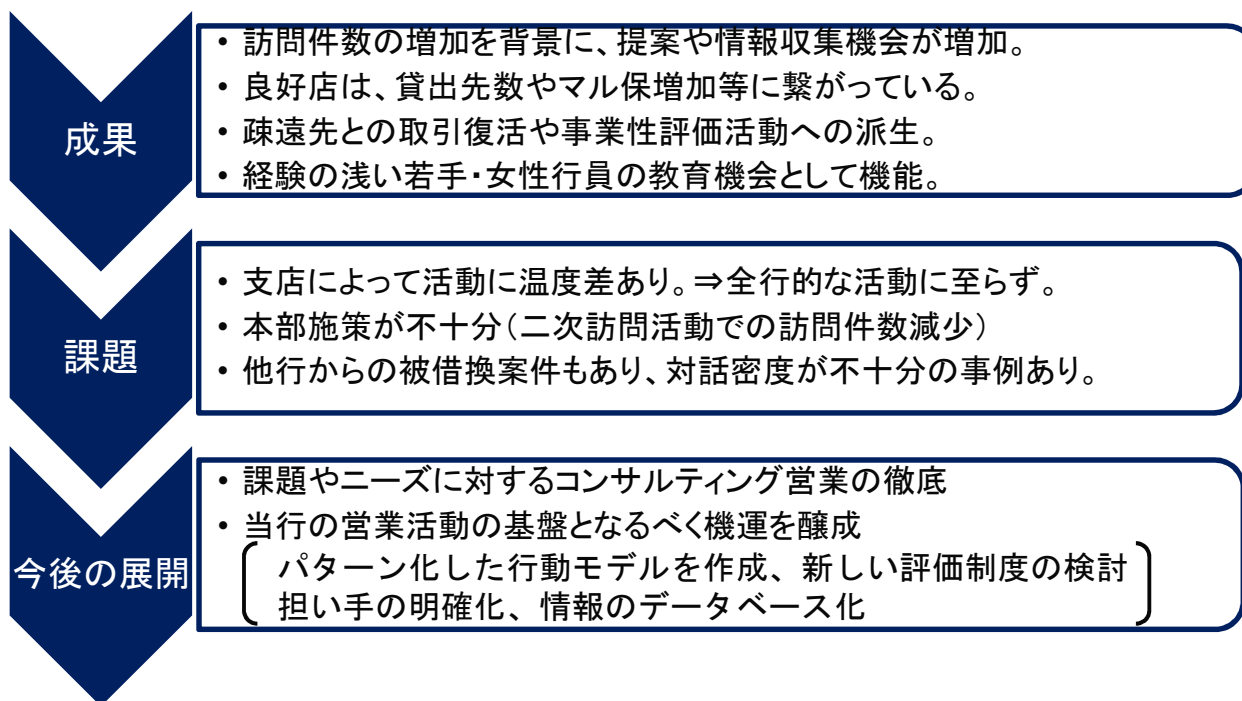 成果
• 訪問件数の増加を背景に、提案や情報収集機会が増加。
• 良好店は、貸出先数やマル保増加等に繋がっている。
• 疎遠先との取引復活や事業性評価活動への派生。
• 経験の浅い若手・女性行員の教育機会として機能。
課題
• 支店によって活動に温度差あり。⇒全行的な活動に至らず。
• 本部施策が不十分（二次訪問活動での訪問件数減少）
• 他行からの被借換案件もあり、対話密度が不十分の事例あり。
今後の展開
• 課題やニーズに対するコンサルティング営業の徹底
• 当行の営業活動の基盤となるべく機運を醸成
パターン化した行動モデルを作成、新しい評価制度の検討
担い手の明確化、情報のデータベース化